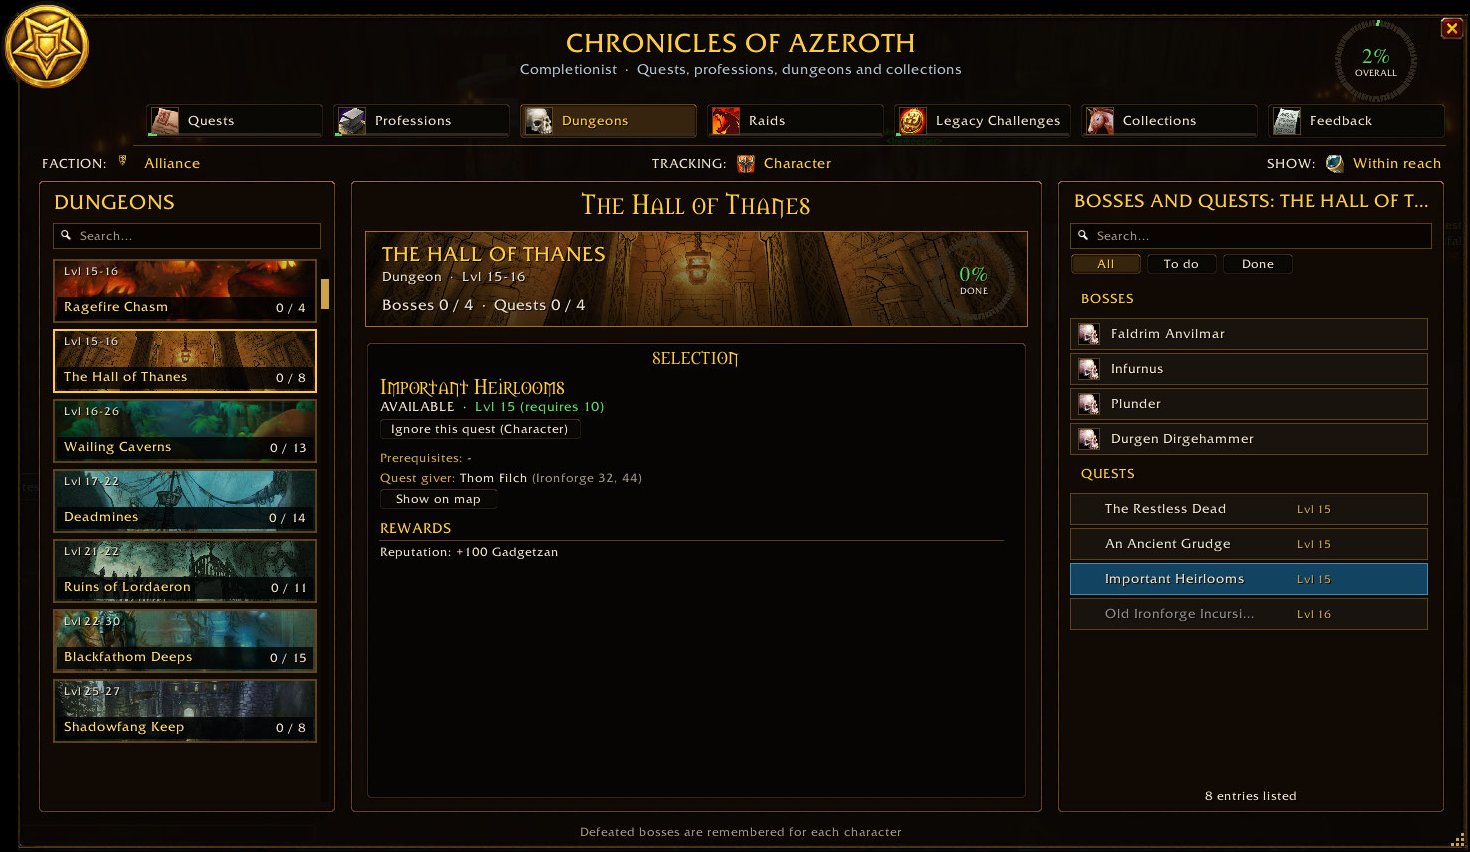 CHRONICLES OF AZEROTH
Completionist · Quests, professions, dungeons and collections
2%
OVERALL
Quests
Professions
Dungeons
Raids
Legacy Challenges
Collections
Feedback
FACTION: Alliance
TRACKING: Character
SHOW: Within reach
DUNGEONS
Search...
Lvl 15-16
Ragefire Chasm 0 / 4
Lvl 15-16
The Hall of Thanes 0 / 8
Lvl 16-26
Wailing Caverns 0 / 13
Lvl 17-22
Deadmines 0 / 14
Lvl 21-22
Ruins of Lordaeron 0 / 11
Lvl 22-30
Blackfathom Deeps 0 / 15
Lvl 25-27
Shadowfang Keep 0 / 8
The Hall of Thanes
THE HALL OF THANES
Dungeon · Lvl 15-16
Bosses 0 / 4 · Quests 0 / 4
0%
DONE
SELECTION
Important Heirlooms
AVAILABLE · Lvl 15 (requires 10)
Ignore this quest (Character)
Prerequisites: -
Quest giver: Thom Filch (Ironforge 32, 44)
Show on map
REWARDS
Reputation: +100 Gadgetzan
BOSSES AND QUESTS: THE HALL OF T...
Search...
All
To do
Done
BOSSES
Faldrim Anvilmar
Infurnus
Plunder
Durgen Dirgehammer
QUESTS
The Restless Dead Lvl 15
An Ancient Grudge Lvl 15
Important Heirlooms Lvl 15
Old Ironforge Incursi... Lvl 16
8 entries listed
Defeated bosses are remembered for each character